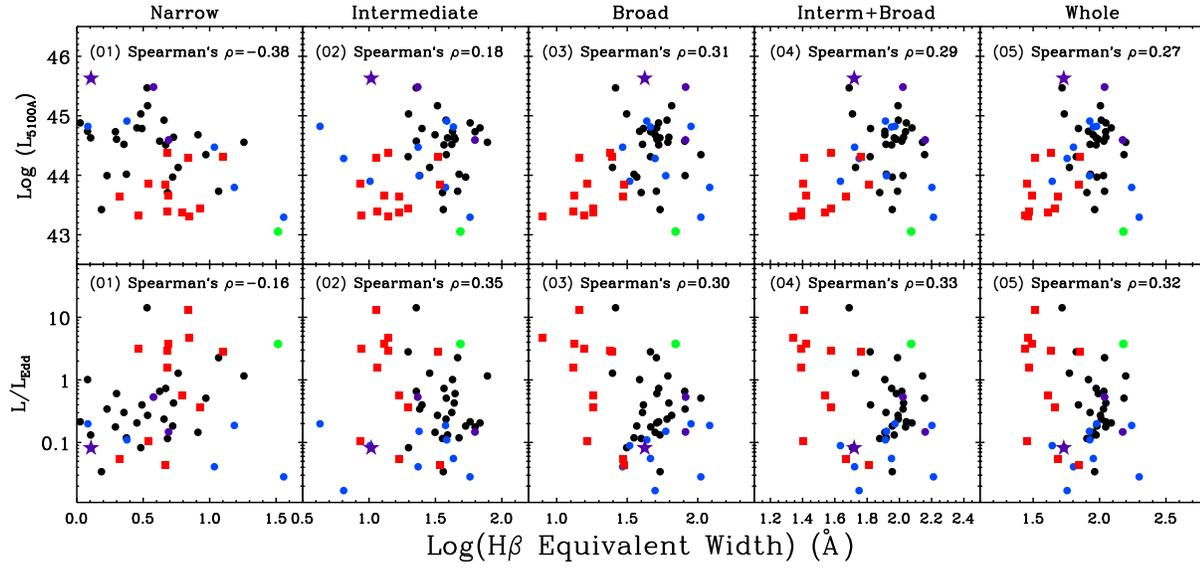 Narrow Intermediate Broad Interm+Broad Whole
(01) Spearman's ρ=−0.38 (02) Spearman's ρ=0.18 (03) Spearman's ρ=0.31 (04) Spearman's ρ=0.29 (05) Spearman's ρ=0.27
46
45
44
43
Log (L5100A)
(01) Spearman's ρ=−0.16 (02) Spearman's ρ=0.35 (03) Spearman's ρ=0.30 (04) Spearman's ρ=0.33 (05) Spearman's ρ=0.32
10
1
0.1
L/LEdd
0.0 0.5 1.0 1.5 0.5 1.0 1.5 2.0 1.0 1.5 2.0 1.2 1.4 1.6 1.8 2.0 2.2 2.4 1.5 2.0 2.5
Log(Hβ Equivalent Width) (Å)